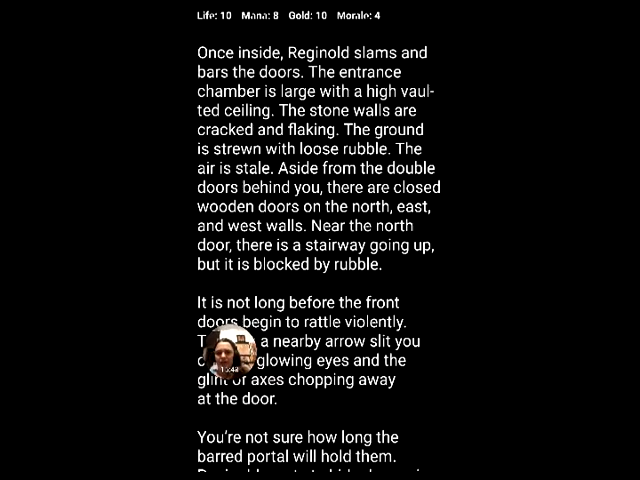 Life: 10 Mana: 8 Gold: 10 Morale: 4
Once inside, Reginold slams and
bars the doors. The entrance
chamber is large with a high vaul-
ted ceiling. The stone walls are
cracked and flaking. The ground
is strewn with loose rubble. The
air is stale. Aside from the double
doors behind you, there are closed
wooden doors on the north, east,
and west walls. Near the north
door, there is a stairway going up,
but it is blocked by rubble.
It is not long before the front
doors begin to rattle violently.
a nearby arrow slit you
glowing eyes and the
glint of axes chopping away
at the door.
You're not sure how long the
barred portal will hold them.